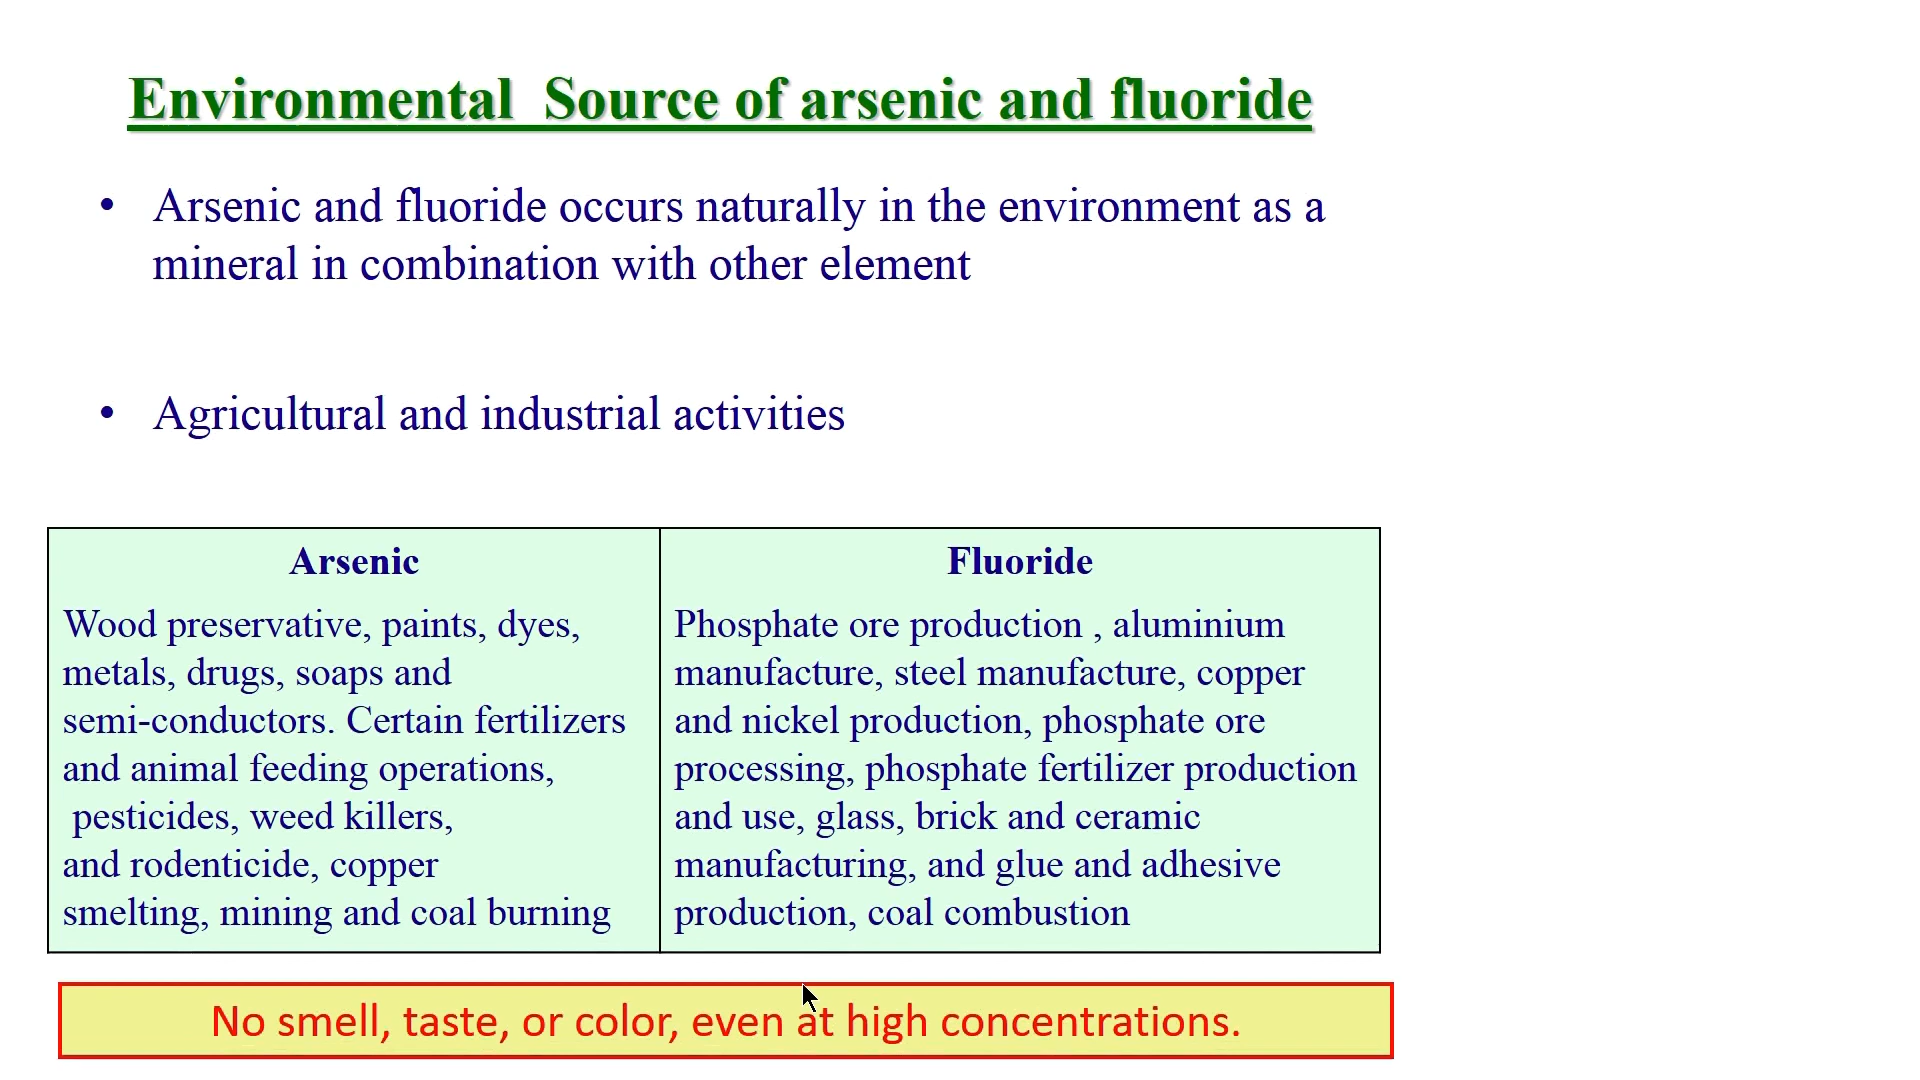 Environmental  Source of arsenic and fluoride
• Arsenic and fluoride occurs naturally in the environment as a
mineral in combination with other element
• Agricultural and industrial activities
Arsenic
Wood preservative, paints, dyes,
metals, drugs, soaps and
semi-conductors. Certain fertilizers
and animal feeding operations,
pesticides, weed killers,
and rodenticide, copper
smelting, mining and coal burning
Fluoride
Phosphate ore production , aluminium
manufacture, steel manufacture, copper
and nickel production, phosphate ore
processing, phosphate fertilizer production
and use, glass, brick and ceramic
manufacturing, and glue and adhesive
production, coal combustion
No smell, taste, or color, even at high concentrations.